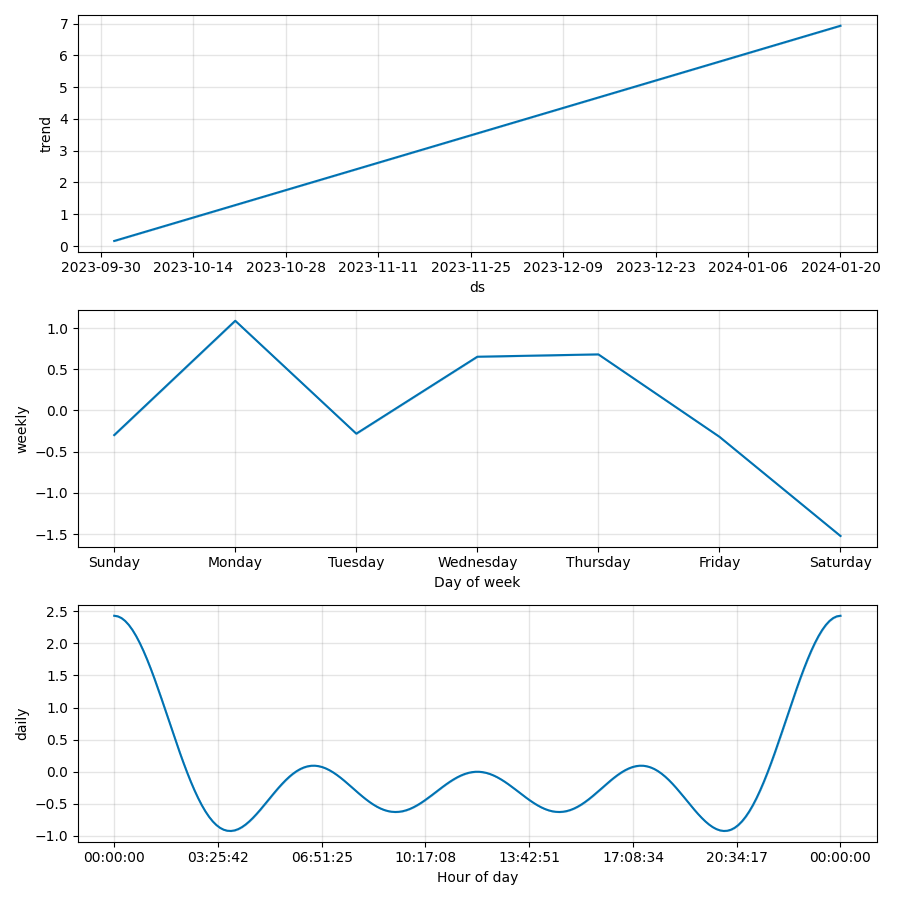 7
6
5
4
3
2
1
0
trend
2023-09-30 2023-10-14 2023-10-28 2023-11-11 2023-11-25 2023-12-09 2023-12-23 2024-01-06 2024-01-20
ds
1.0
0.5
0.0
−0.5
−1.0
−1.5
weekly
Sunday Monday Tuesday Wednesday Thursday Friday Saturday
Day of week
2.5
2.0
1.5
1.0
0.5
0.0
−0.5
−1.0
daily
00:00:00 03:25:42 06:51:25 10:17:08 13:42:51 17:08:34 20:34:17 00:00:00
Hour of day